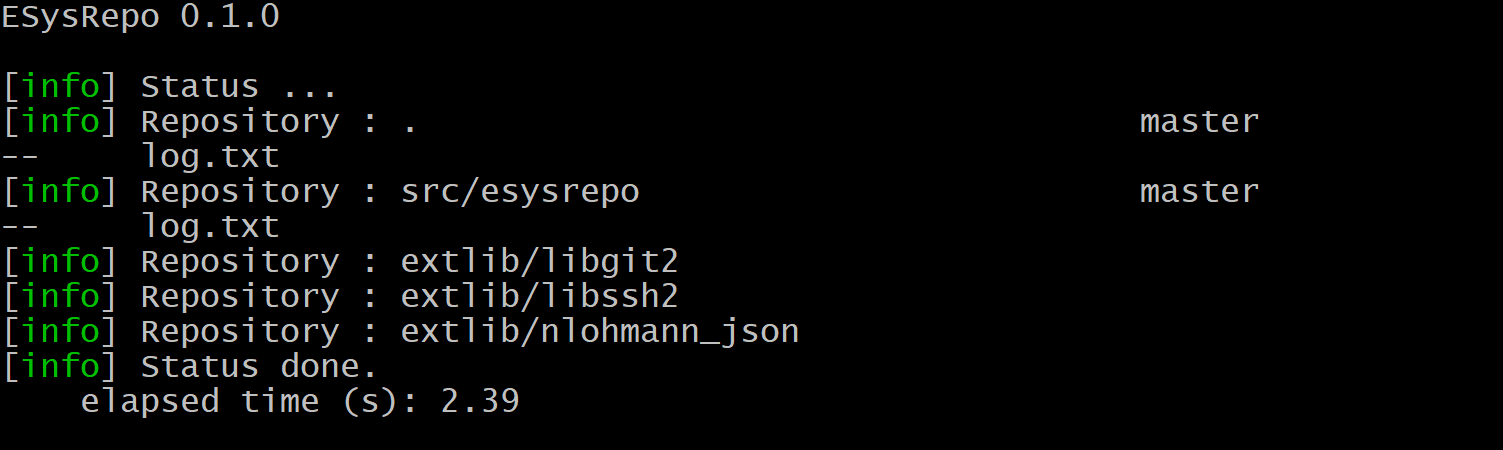 ESysRepo 0.1.0

[info] Status ...
[info] Repository : .                                    master
--     log.txt
[info] Repository : src/esysrepo                         master
--     log.txt
[info] Repository : extlib/libgit2
[info] Repository : extlib/libssh2
[info] Repository : extlib/nlohmann_json
[info] Status done.
    elapsed time (s): 2.39